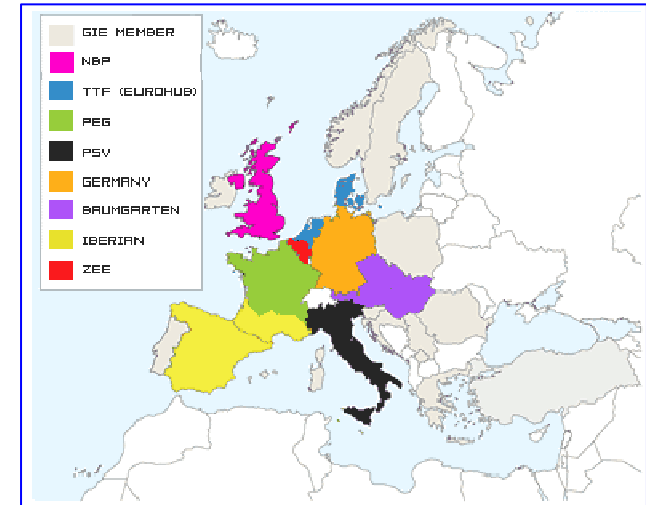 GIE MEMBER
NBP
TTF (EUROHUB)
PEG
PSV
GERMANY
BAUMGARTEN
IBERIAN
ZEE